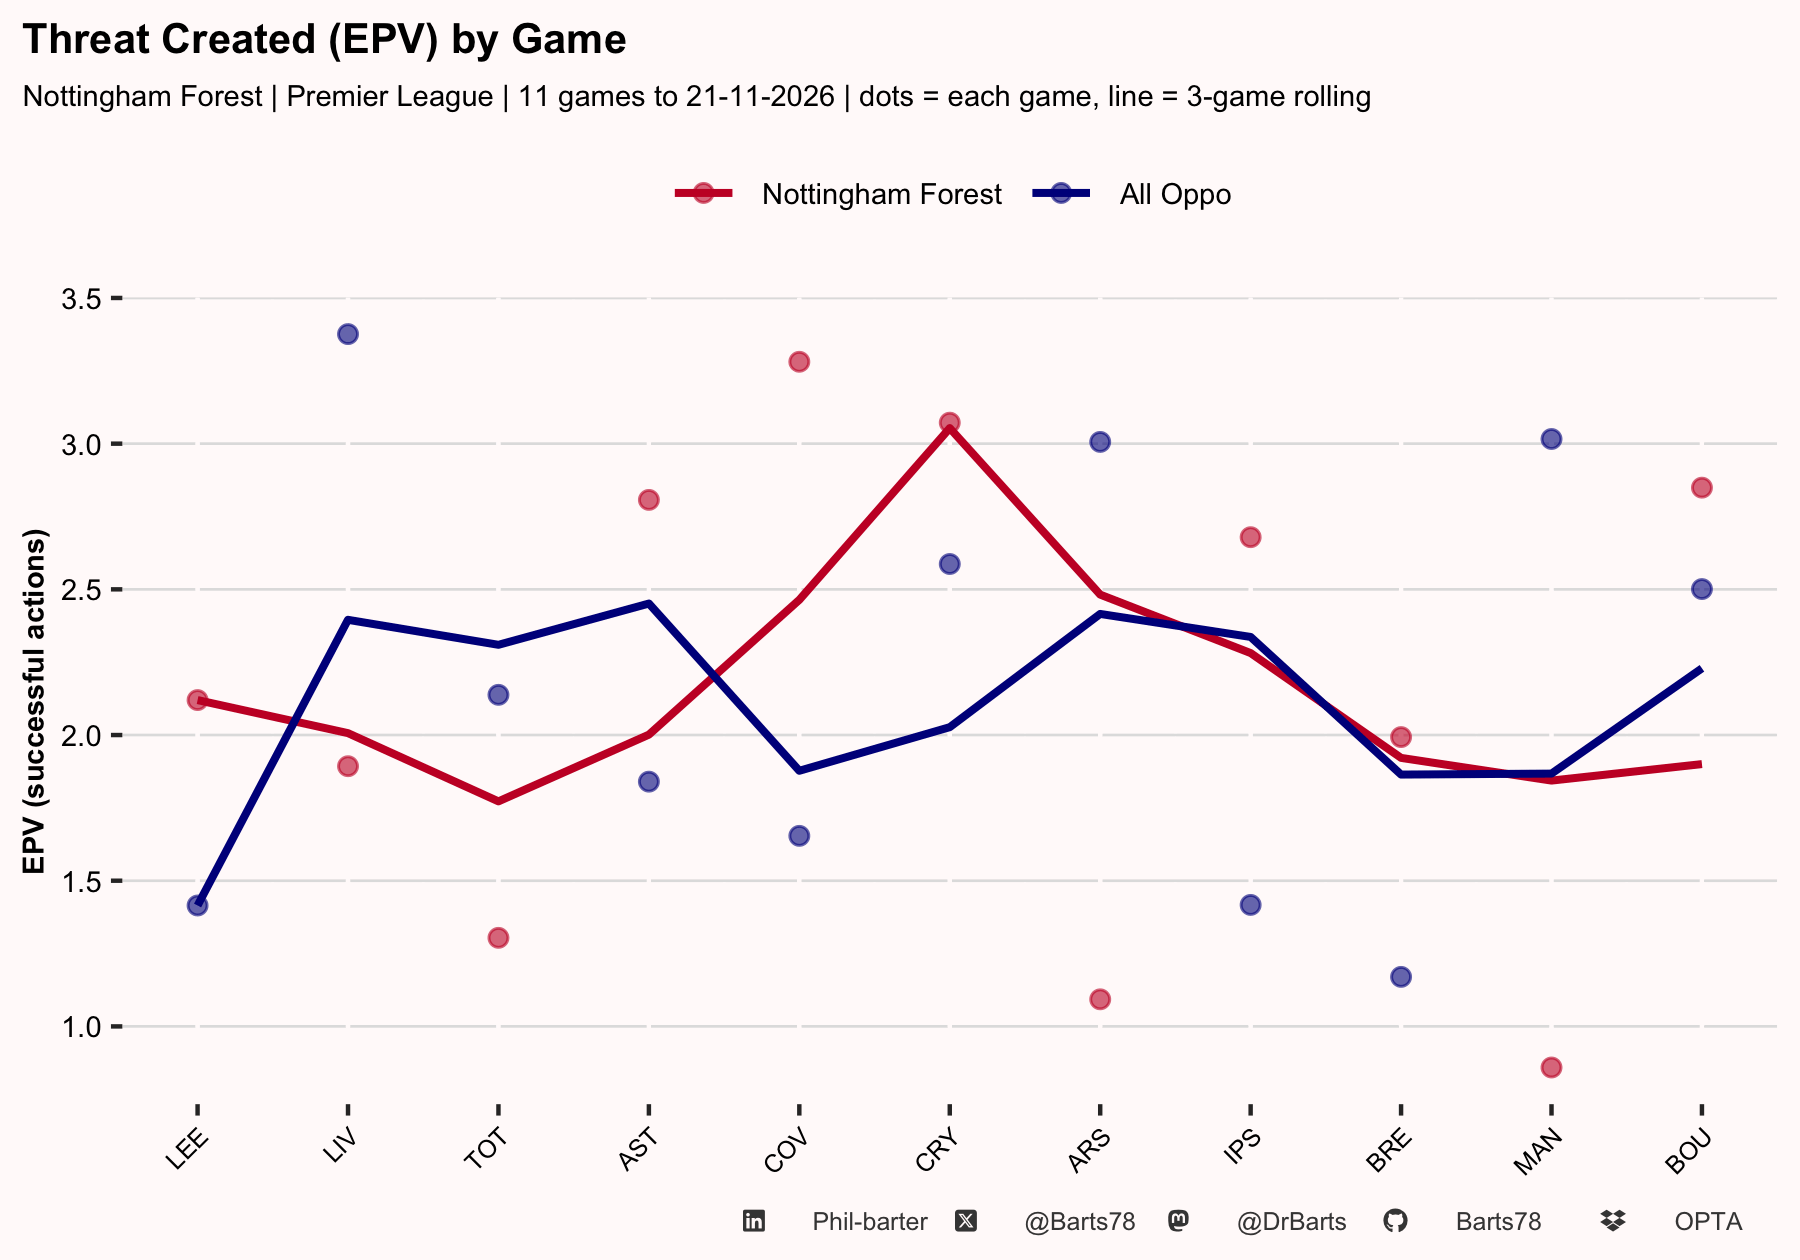 Threat Created (EPV) by Game
Nottingham Forest | Premier League | 11 games to 21-11-2026 | dots = each game, line = 3-game rolling
Nottingham Forest All Oppo
EPV (successful actions)
3.5
3.0
2.5
2.0
1.5
1.0
LEE LIV TOT AST COV CRY ARS IPS BRE MAN BOU
Phil-barter @Barts78 @DrBarts Barts78 OPTA